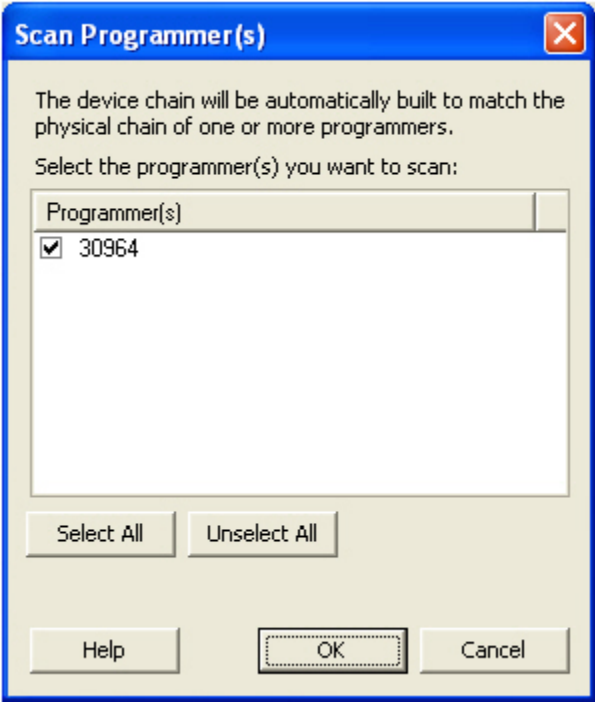 Scan Programmer(s)
The device chain will be automatically built to match the
physical chain of one or more programmers.
Select the programmer(s) you want to scan:
Programmer(s)
30964
Select All Unselect All
Help OK Cancel